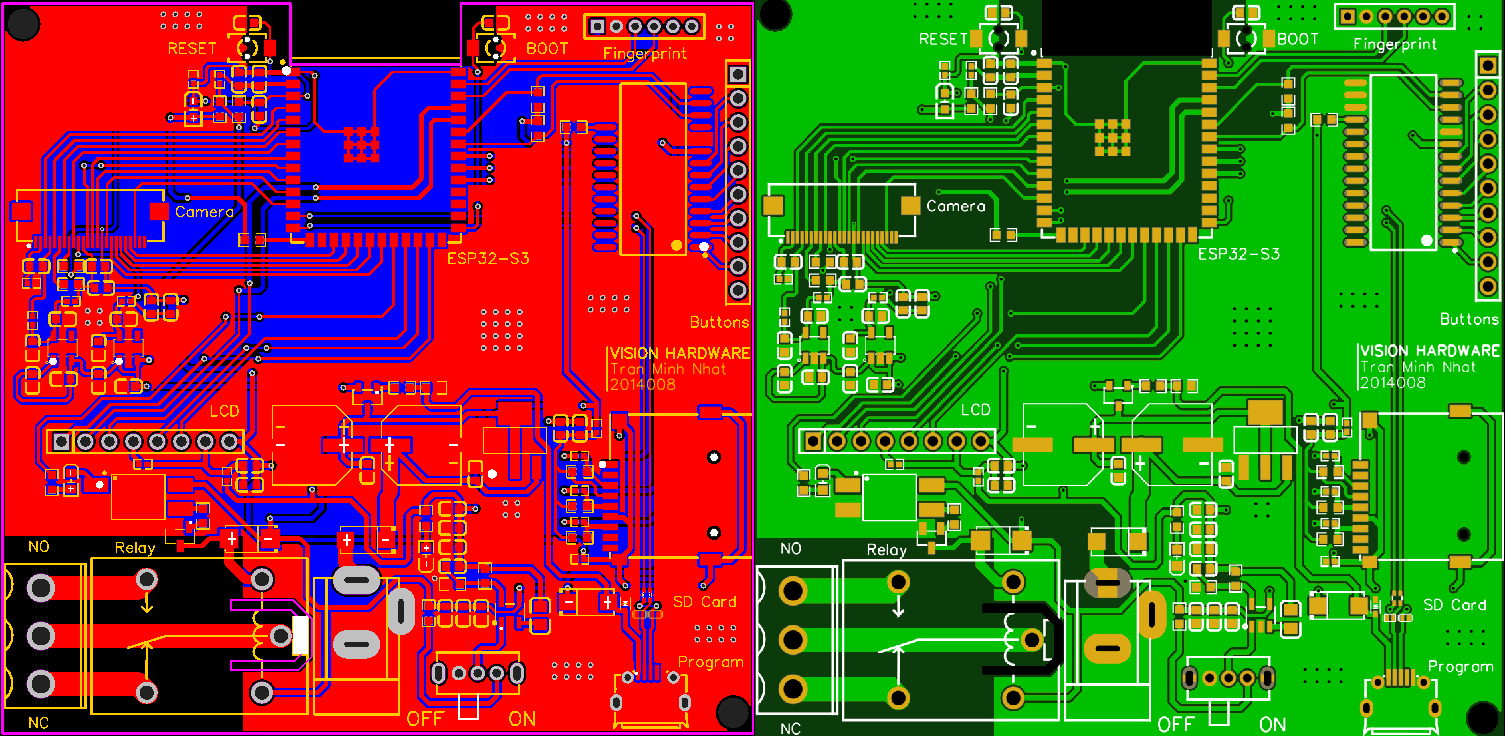 RESET
BOOT
Fingerprint
Camera
ESP32-S3
Buttons
VISION HARDWARE
Tran Minh Nhat
2014008
LCD
- + + -
+
+
NO
Relay
+ -
+ -
+
- +
SD Card
Program
NC
OFF
ON
RESET
BOOT
Fingerprint
Camera
ESP32-S3
Buttons
VISION HARDWARE
Tran Minh Nhat
2014008
LCD
- + + -
NO
Relay
SD Card
Program
NC
OFF
ON